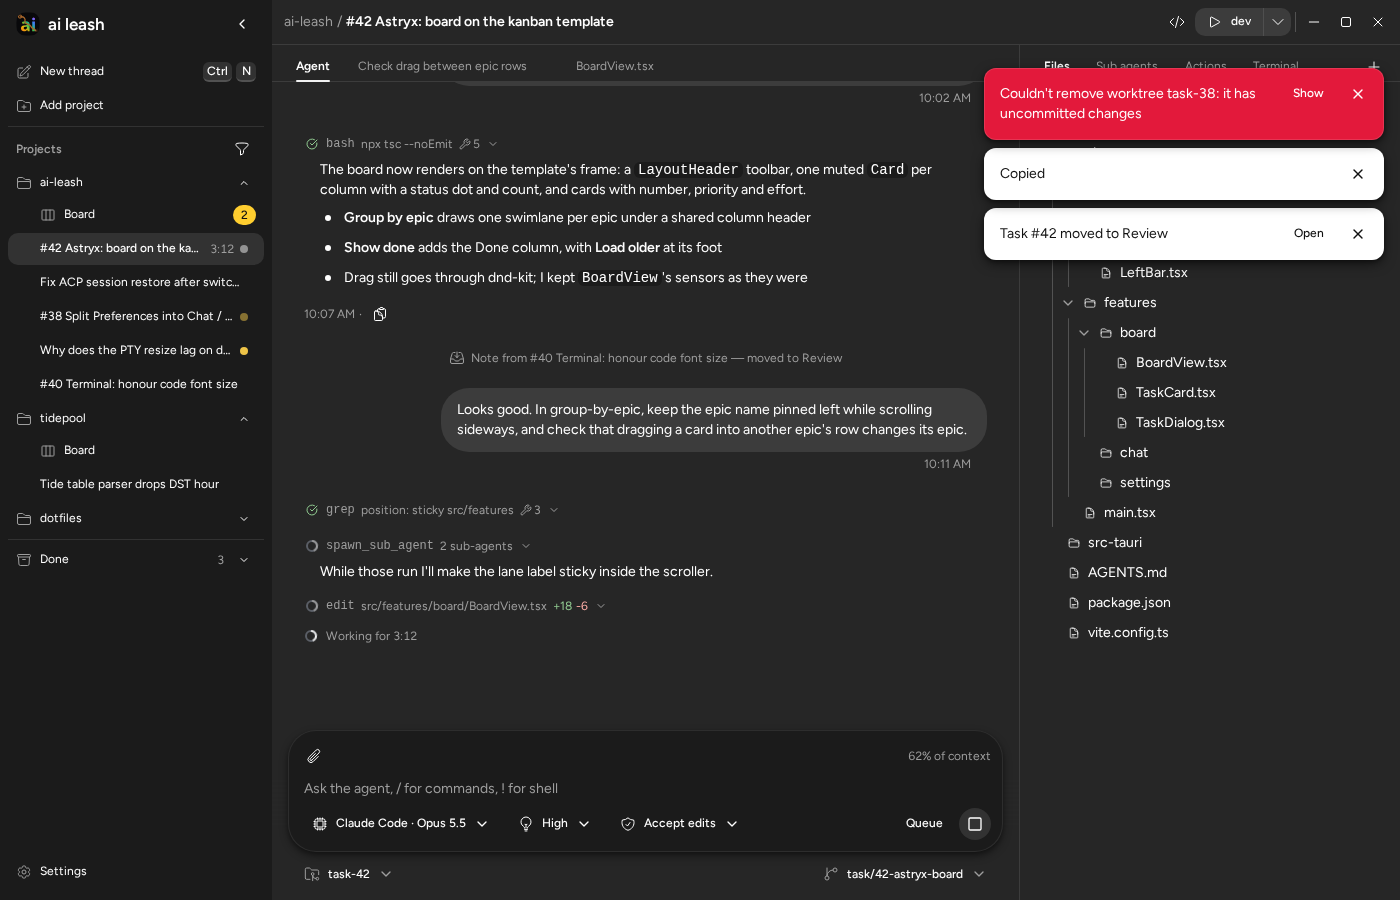 ai leash
New thread
Ctrl N
Add project
Projects
ai-leash
Board
2
#42 Astryx: board on the ka...
3:12
Fix ACP session restore after switc...
#38 Split Preferences into Chat / ...
Why does the PTY resize lag on d...
#40 Terminal: honour code font size
tidepool
Board
Tide table parser drops DST hour
dotfiles
Done
3
Settings
ai-leash / #42 Astryx: board on the kanban template
dev
Agent
Check drag between epic rows
BoardView.tsx
10:02 AM
bash npx tsc --noEmit 5
The board now renders on the template's frame: a LayoutHeader toolbar, one muted Card per
column with a status dot and count, and cards with number, priority and effort.
Group by epic draws one swimlane per epic under a shared column header
Show done adds the Done column, with Load older at its foot
Drag still goes through dnd-kit; I kept BoardView's sensors as they were
10:07 AM ·
Note from #40 Terminal: honour code font size — moved to Review
Looks good. In group-by-epic, keep the epic name pinned left while scrolling
sideways, and check that dragging a card into another epic's row changes its epic.
10:11 AM
grep position: sticky src/features 3
spawn_sub_agent 2 sub-agents
While those run I'll make the lane label sticky inside the scroller.
edit src/features/board/BoardView.tsx +18 -6
Working for 3:12
62% of context
Ask the agent, / for commands, ! for shell
Claude Code · Opus 5.5
High
Accept edits
Queue
task-42
task/42-astryx-board
Files
Sub agents
Actions
Terminal
Couldn't remove worktree task-38: it has
uncommitted changes
Show
Copied
Task #42 moved to Review
Open
LeftBar.tsx
features
board
BoardView.tsx
TaskCard.tsx
TaskDialog.tsx
chat
settings
main.tsx
src-tauri
AGENTS.md
package.json
vite.config.ts